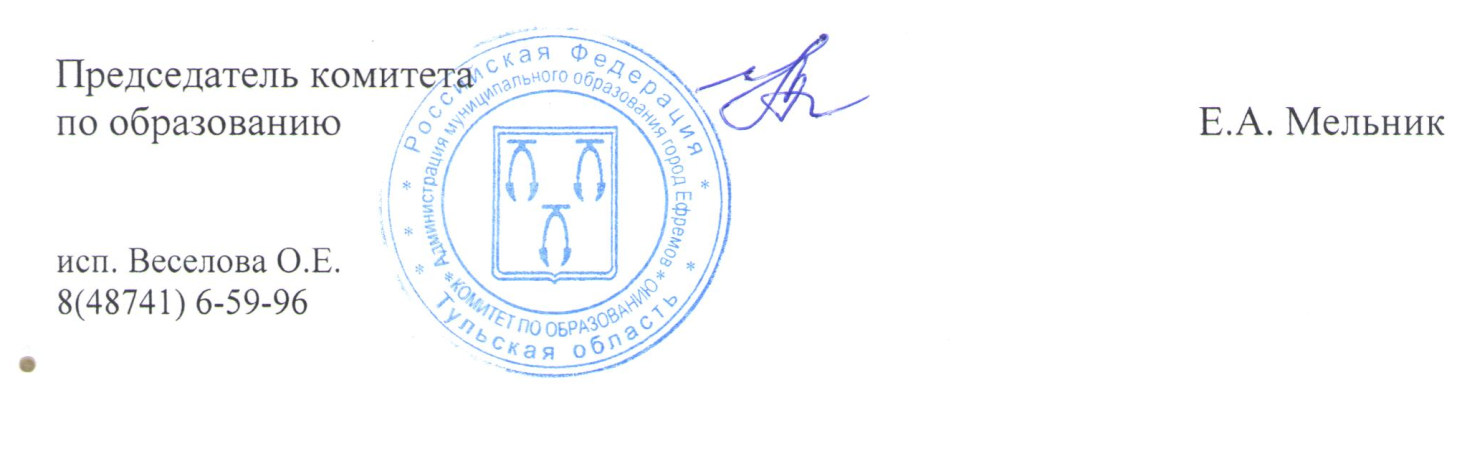 Председатель комитета
по образованию
Е.А. Мельник
* Российская Федерация *
* Тульская область *
* Администрация муниципального образования город Ефремов *
КОМИТЕТ ПО ОБРАЗОВАНИЮ
исп. Веселова О.Е.
8(48741) 6-59-96